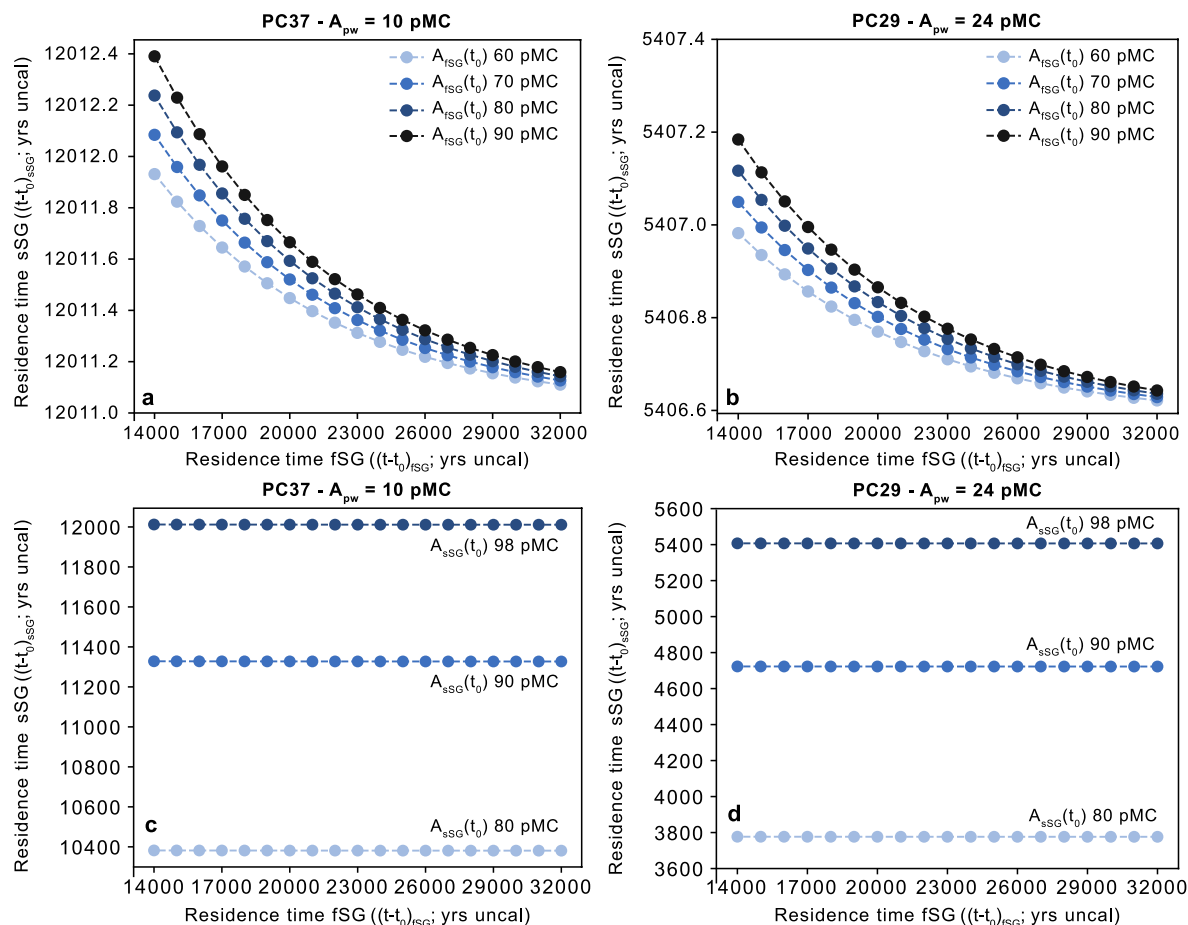 PC37 - Apw = 10 pMC
Residence time sSG ((t-t0)sSG; yrs uncal)
12012.4
12012.2
12012.0
12011.8
12011.6
12011.4
12011.2
12011.0
AfSG(t0) 60 pMC
AfSG(t0) 70 pMC
AfSG(t0) 80 pMC
AfSG(t0) 90 pMC
a
14000 17000 20000 23000 26000 29000 32000
Residence time fSG ((t-t0)fSG; yrs uncal)
PC29 - Apw = 24 pMC
Residence time sSG ((t-t0)sSG; yrs uncal)
5407.4
5407.2
5407.0
5406.8
5406.6
AfSG(t0) 60 pMC
AfSG(t0) 70 pMC
AfSG(t0) 80 pMC
AfSG(t0) 90 pMC
b
14000 17000 20000 23000 26000 29000 32000
Residence time fSG ((t-t0)fSG; yrs uncal)
PC37 - Apw = 10 pMC
Residence time sSG ((t-t0)sSG; yrs uncal)
12000
11800
11600
11400
11200
11000
10800
10600
10400
AsSG(t0) 98 pMC
AsSG(t0) 90 pMC
AsSG(t0) 80 pMC
c
14000 17000 20000 23000 26000 29000 32000
Residence time fSG ((t-t0)fSG; yrs uncal)
PC29 - Apw = 24 pMC
Residence time sSG ((t-t0)sSG; yrs uncal)
5600
5400
5200
5000
4800
4600
4400
4200
4000
3800
3600
AsSG(t0) 98 pMC
AsSG(t0) 90 pMC
AsSG(t0) 80 pMC
d
14000 17000 20000 23000 26000 29000 32000
Residence time fSG ((t-t0)fSG; yrs uncal)